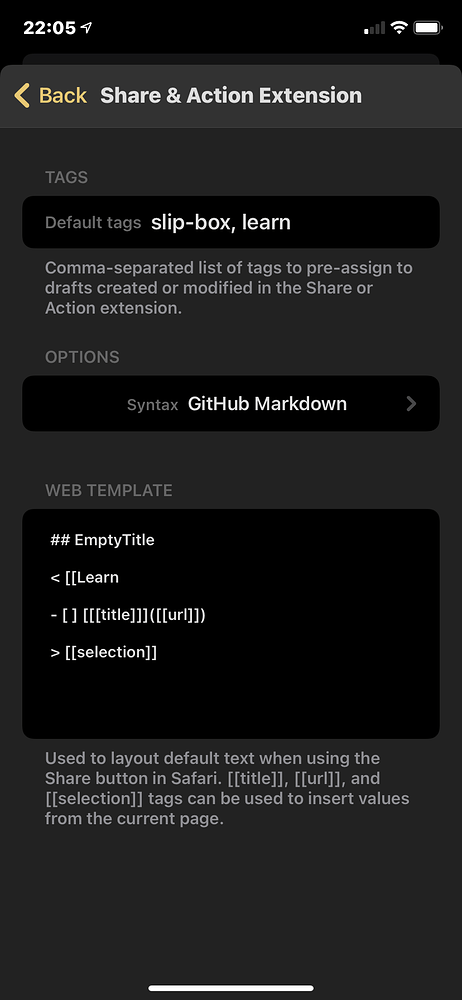 22:05
Back Share & Action Extension
TAGS
Default tags slip-box, learn
Comma-separated list of tags to pre-assign to
drafts created or modified in the Share or
Action extension.
OPTIONS
Syntax GitHub Markdown
WEB TEMPLATE
## EmptyTitle
< [[Learn
- [ ] [[[title]]]([[url]])
> [[selection]]
Used to layout default text when using the
Share button in Safari. [[title]], [[url]], and
[[selection]] tags can be used to insert values
from the current page.